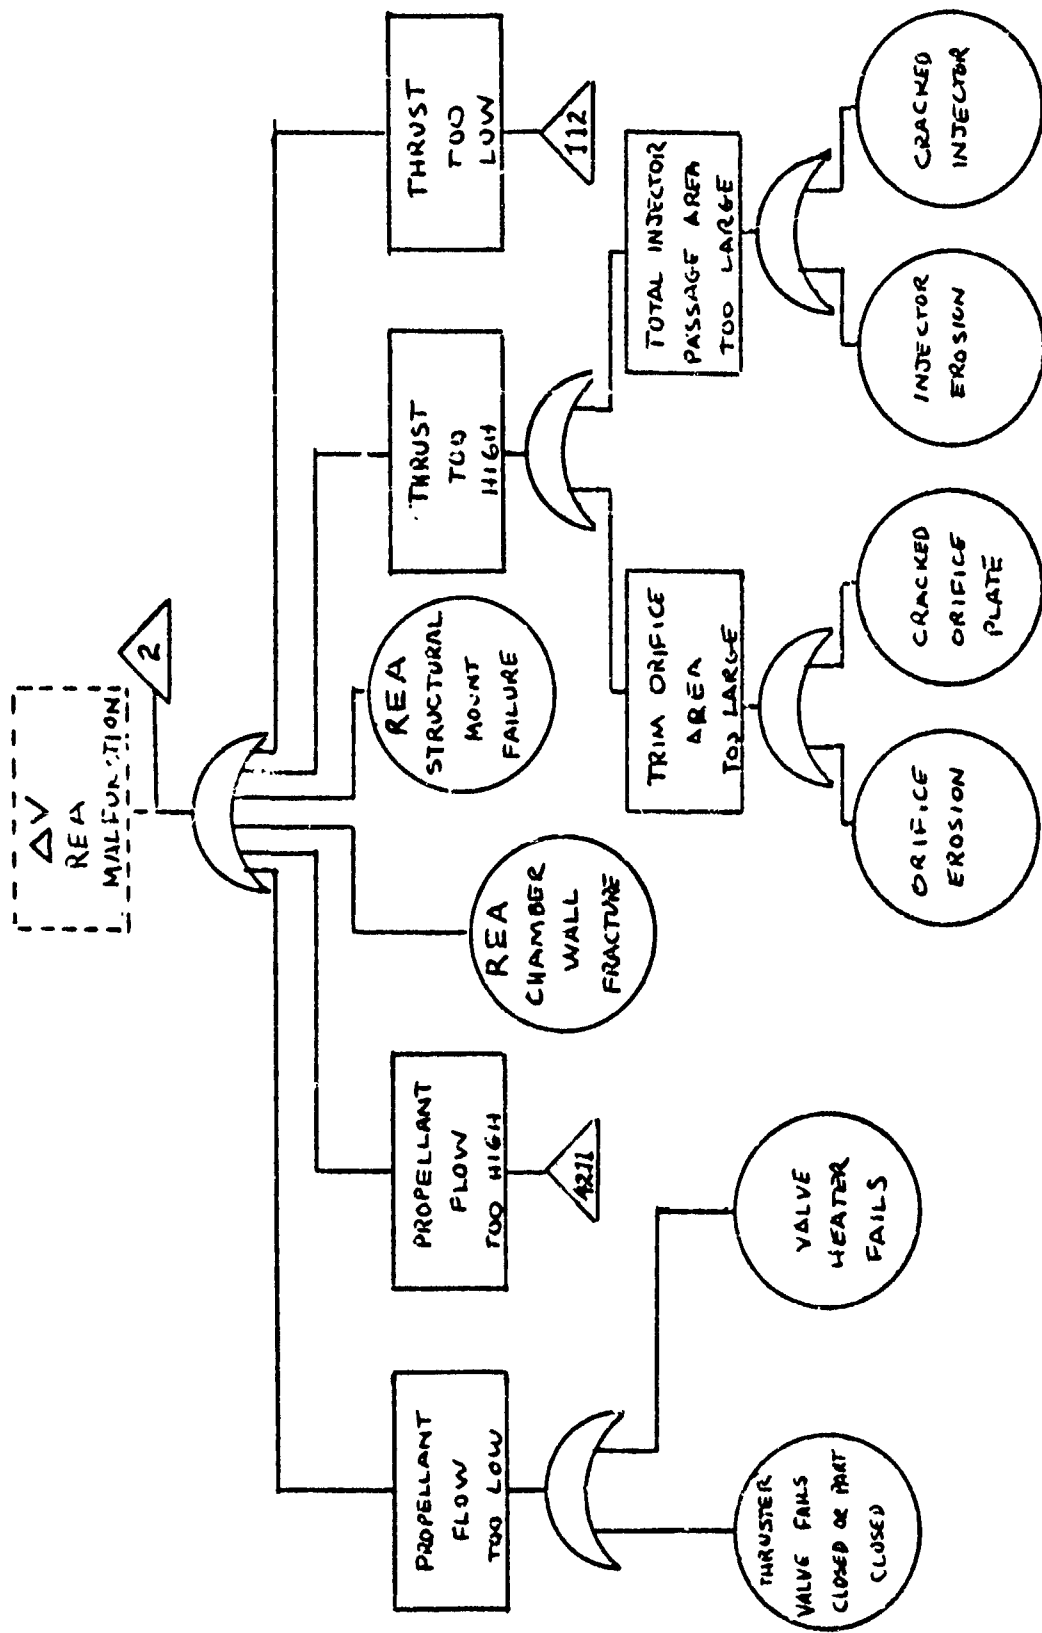 ΔV
REA
MALFUNCTION
2
PROPELLANT
FLOW
TOO LOW
PROPELLANT
FLOW
TOO HIGH
REA
CHAMBER
WALL
FRACTURE
REA
STRUCTURAL
MOUNT
FAILURE
THRUST
TOO
HIGH
THRUST
TOO
LOW
4211
112
THRUSTER
VALVE FAILS
CLOSED OR PART
CLOSED
VALVE
HEATER
FAILS
TRIM ORIFICE
AREA
TOO LARGE
TOTAL INJECTOR
PASSAGE AREA
TOO LARGE
ORIFICE
EROSION
CRACKED
ORIFICE
PLATE
INJECTOR
EROSION
CRACKED
INJECTOR